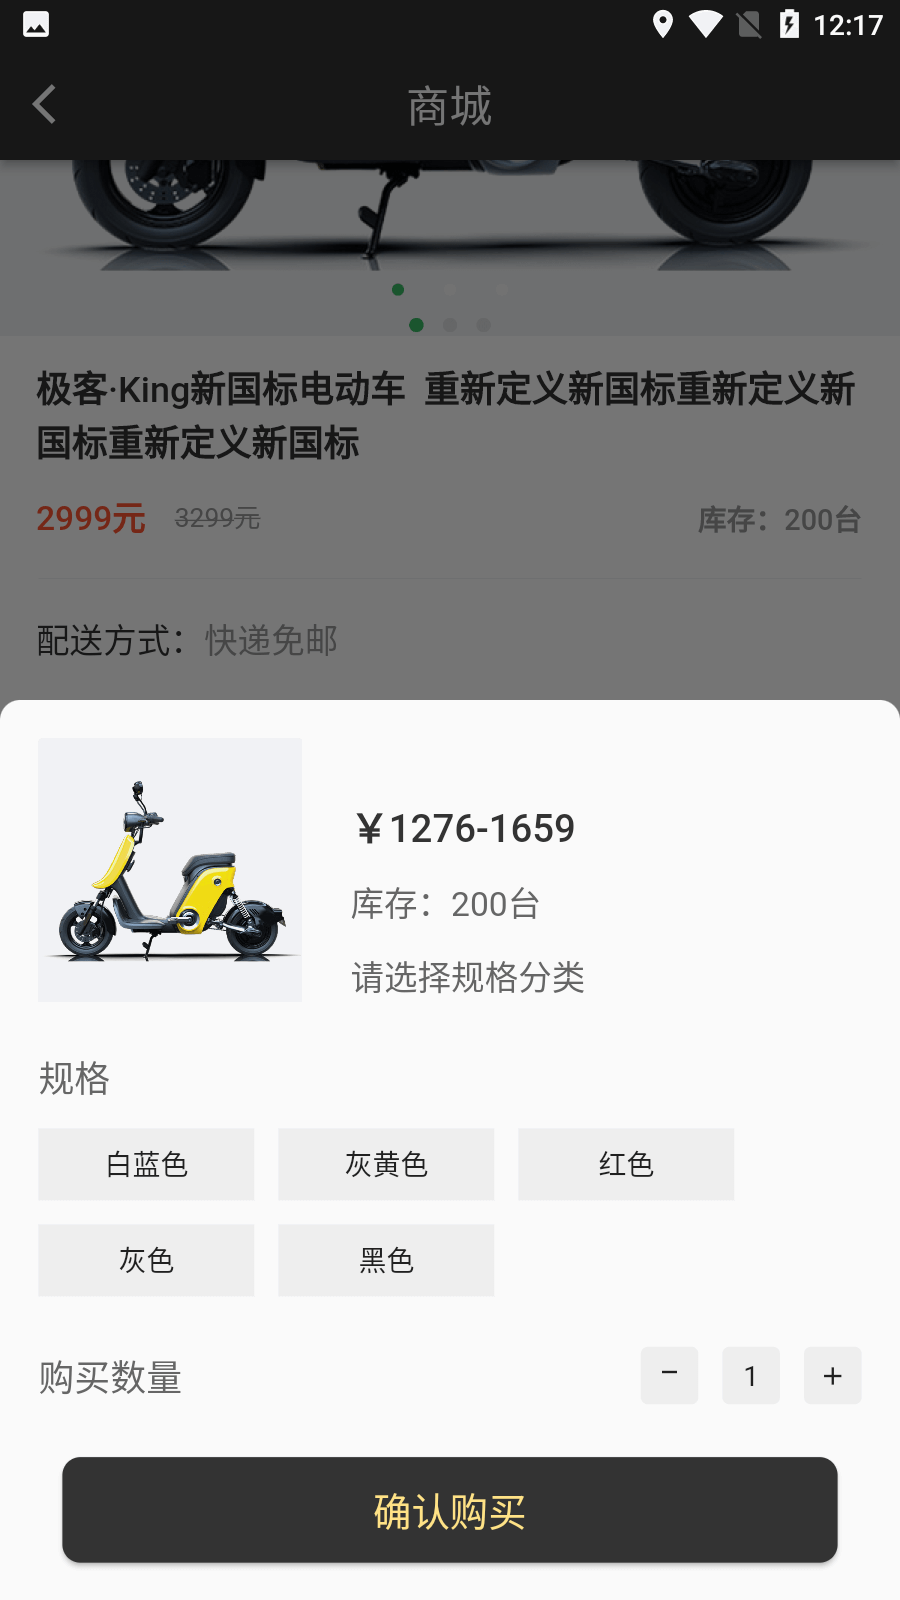 12:17
商城
极客·King新国标电动车 重新定义新国标重新定义新
国标重新定义新国标
2999元 3299元 库存：200台
配送方式：快递免邮
￥1276-1659
库存：200台
请选择规格分类
规格
白蓝色 灰黄色 红色
灰色 黑色
购买数量 − 1 +
确认购买